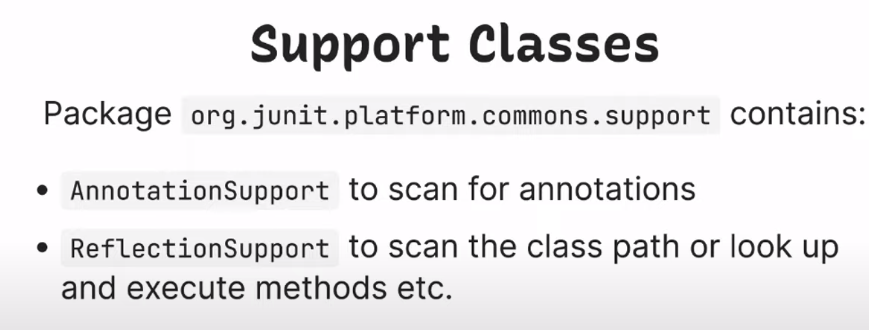 Support Classes
Package org.junit.platform.commons.support contains:
• AnnotationSupport to scan for annotations
• ReflectionSupport to scan the class path or look up
and execute methods etc.